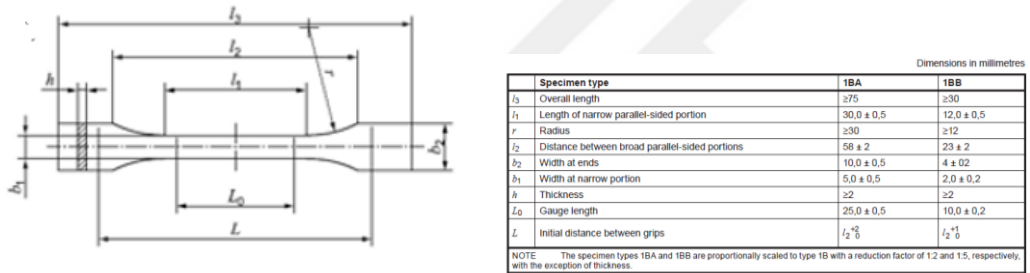 l3
l2
h
l1
r
b2
b1
L0
L
Dimensions in millimetres
Specimen type 1BA 1BB
l3 Overall length ≥75 ≥30
l1 Length of narrow parallel-sided portion 30,0 ± 0,5 12,0 ± 0,5
r Radius ≥30 ≥12
l2 Distance between broad parallel-sided portions 58 ± 2 23 ± 2
b2 Width at ends 10,0 ± 0,5 4 ± 02
b1 Width at narrow portion 5,0 ± 0,5 2,0 ± 0,2
h Thickness ≥2 ≥2
L0 Gauge length 25,0 ± 0,5 10,0 ± 0,2
L Initial distance between grips l2 +2 0 l2 +1 0
NOTE The specimen types 1BA and 1BB are proportionally scaled to type 1B with a reduction factor of 1:2 and 1:5, respectively,
with the exception of thickness.